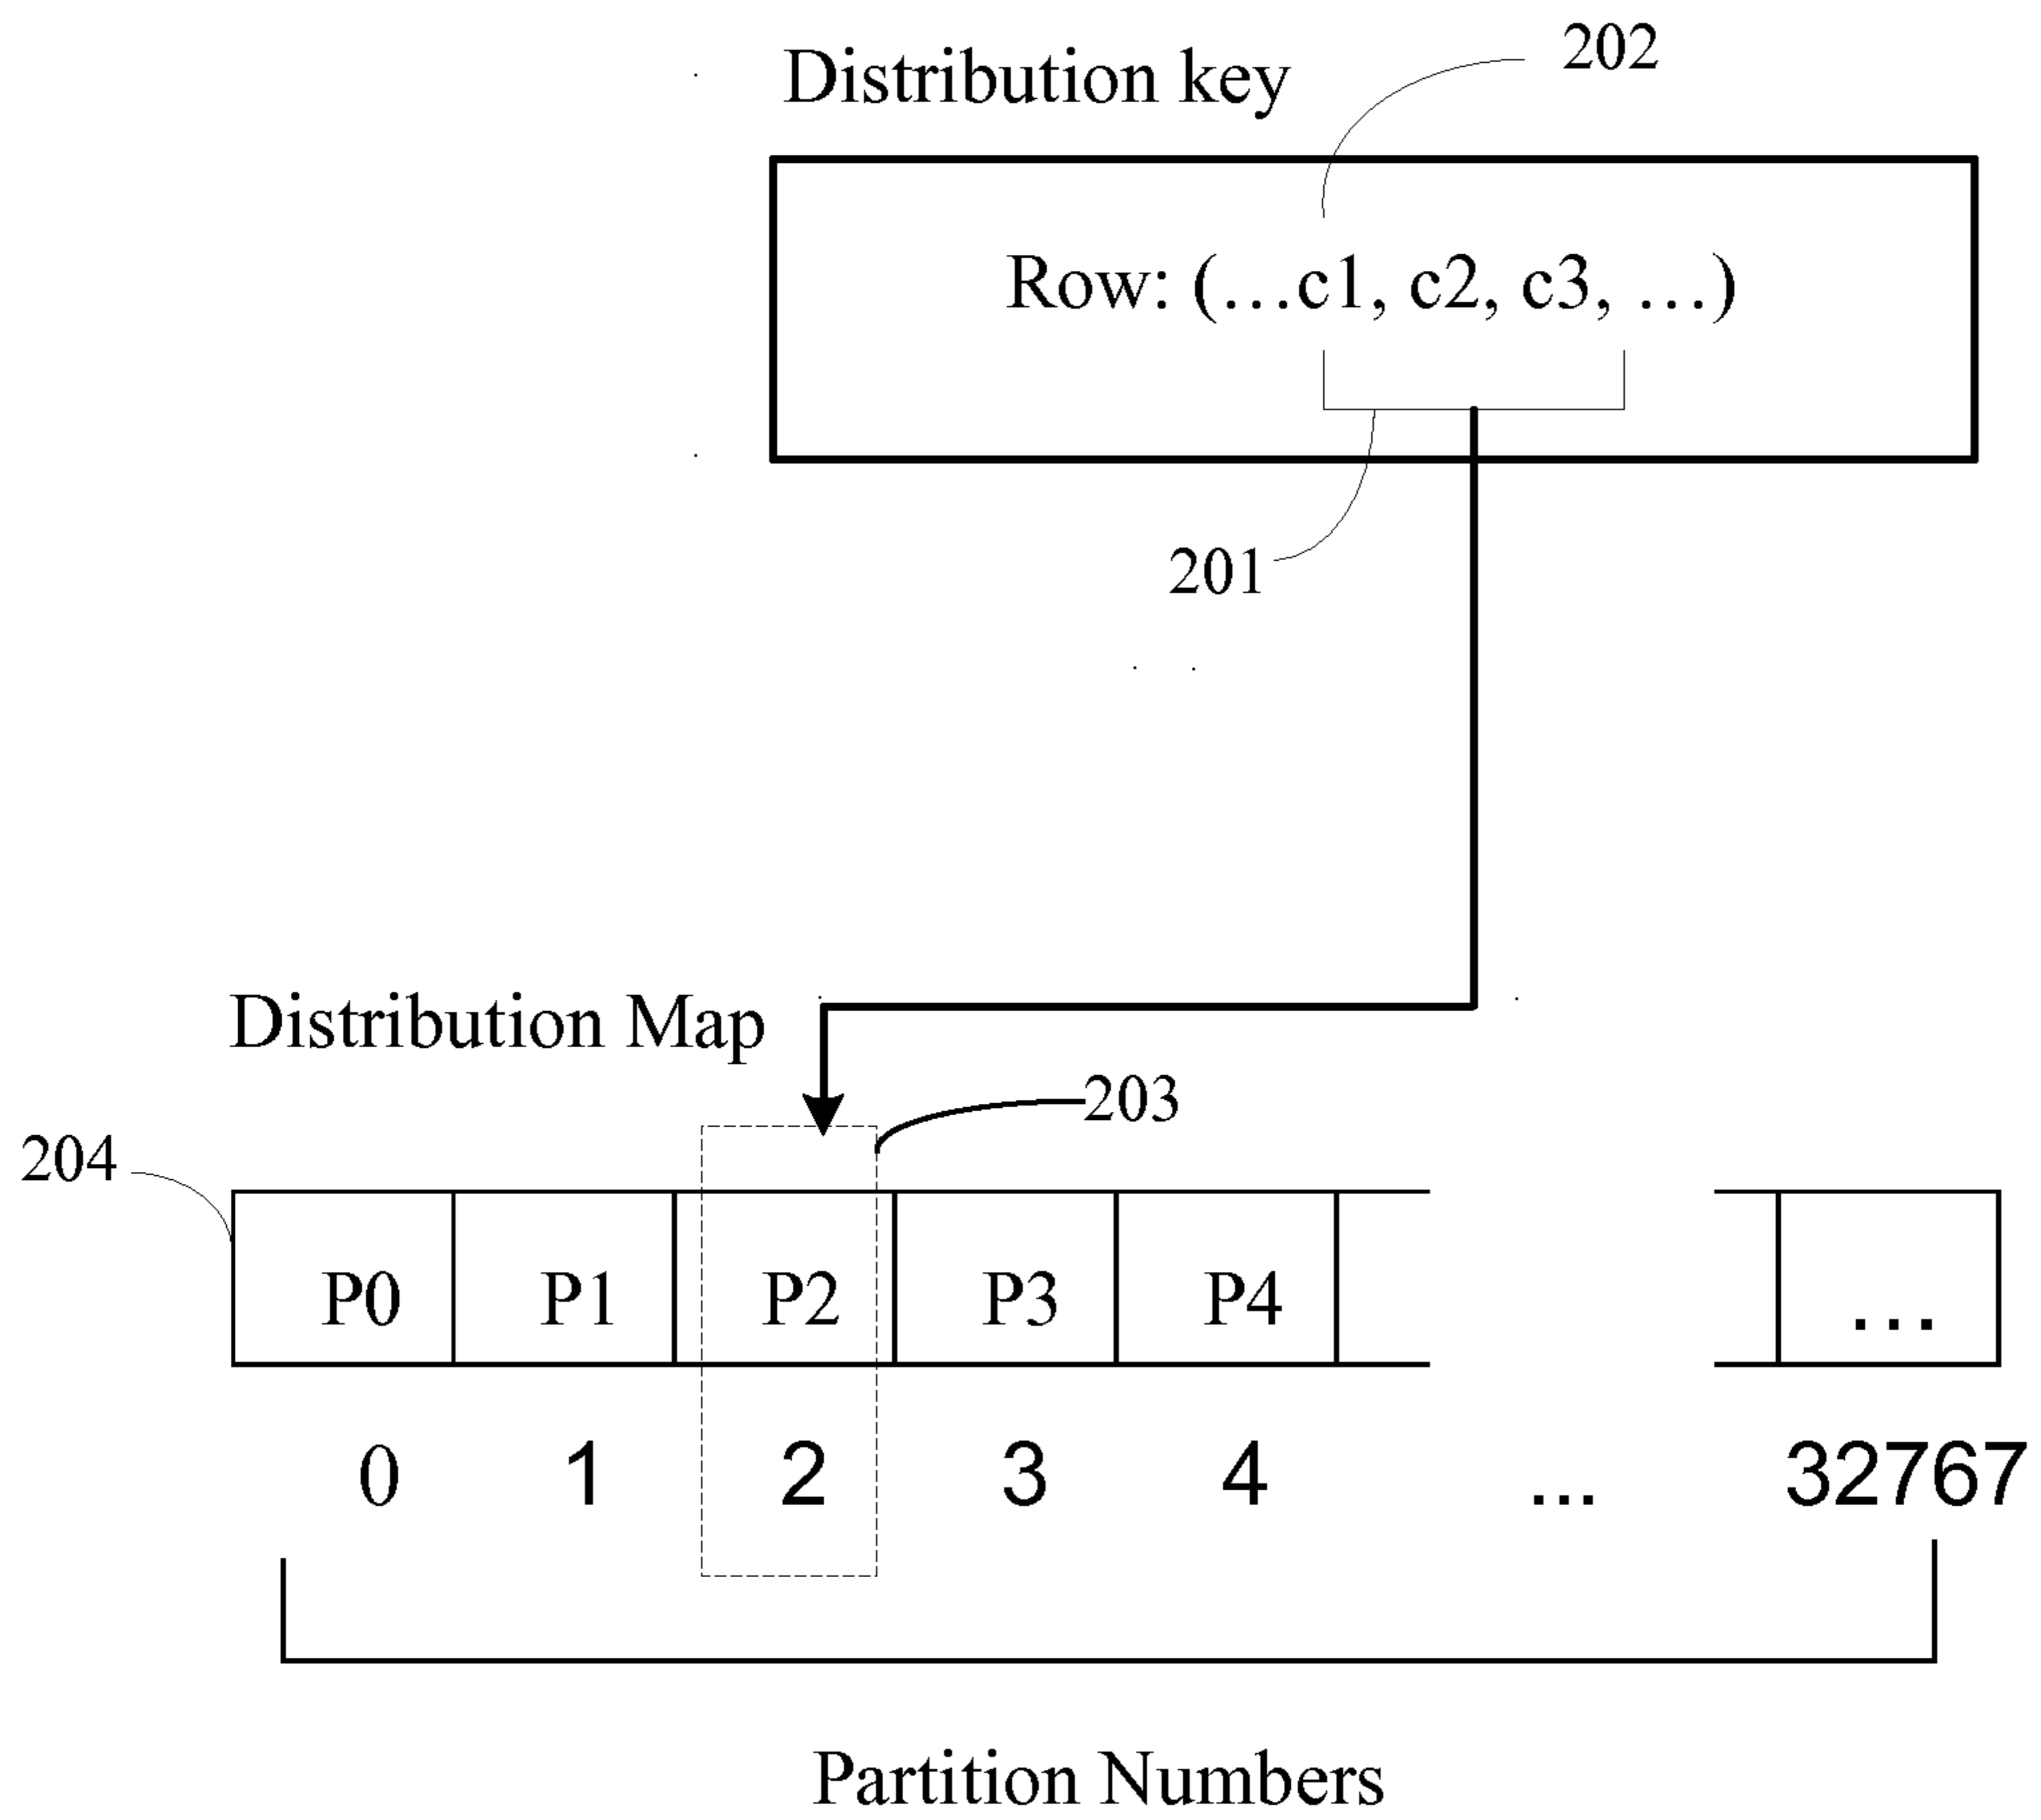 202
Distribution key
Row: (...c1, c2, c3, ...)
201
Distribution Map
203
204
P0 P1 P2 P3 P4 ...
0 1 2 3 4 ... 32767
Partition Numbers